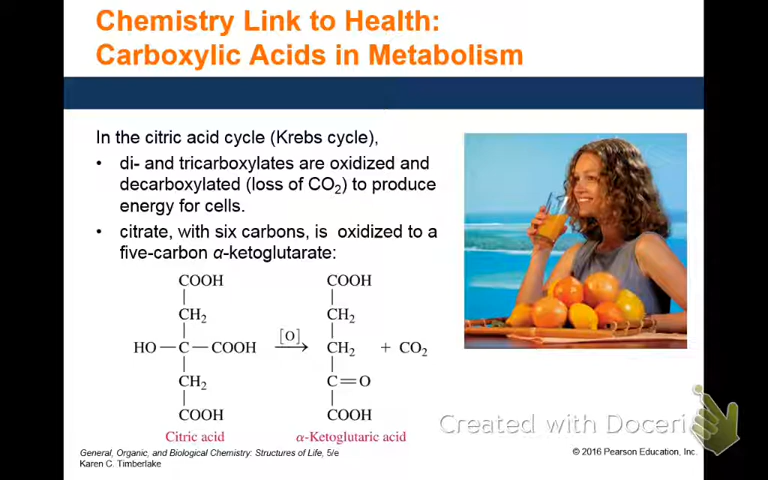 Chemistry Link to Health:
Carboxylic Acids in Metabolism
In the citric acid cycle (Krebs cycle),
• di- and tricarboxylates are oxidized and
decarboxylated (loss of CO₂) to produce
energy for cells.
• citrate, with six carbons, is oxidized to a
five-carbon α-ketoglutarate:
COOH COOH
CH₂ CH₂
HO—C—COOH [O] CH₂ + CO₂
CH₂ C=O
COOH COOH
Citric acid α-Ketoglutaric acid
Created with Doceri
General, Organic, and Biological Chemistry: Structures of Life, 5/e
Karen C. Timberlake
© 2016 Pearson Education, Inc.